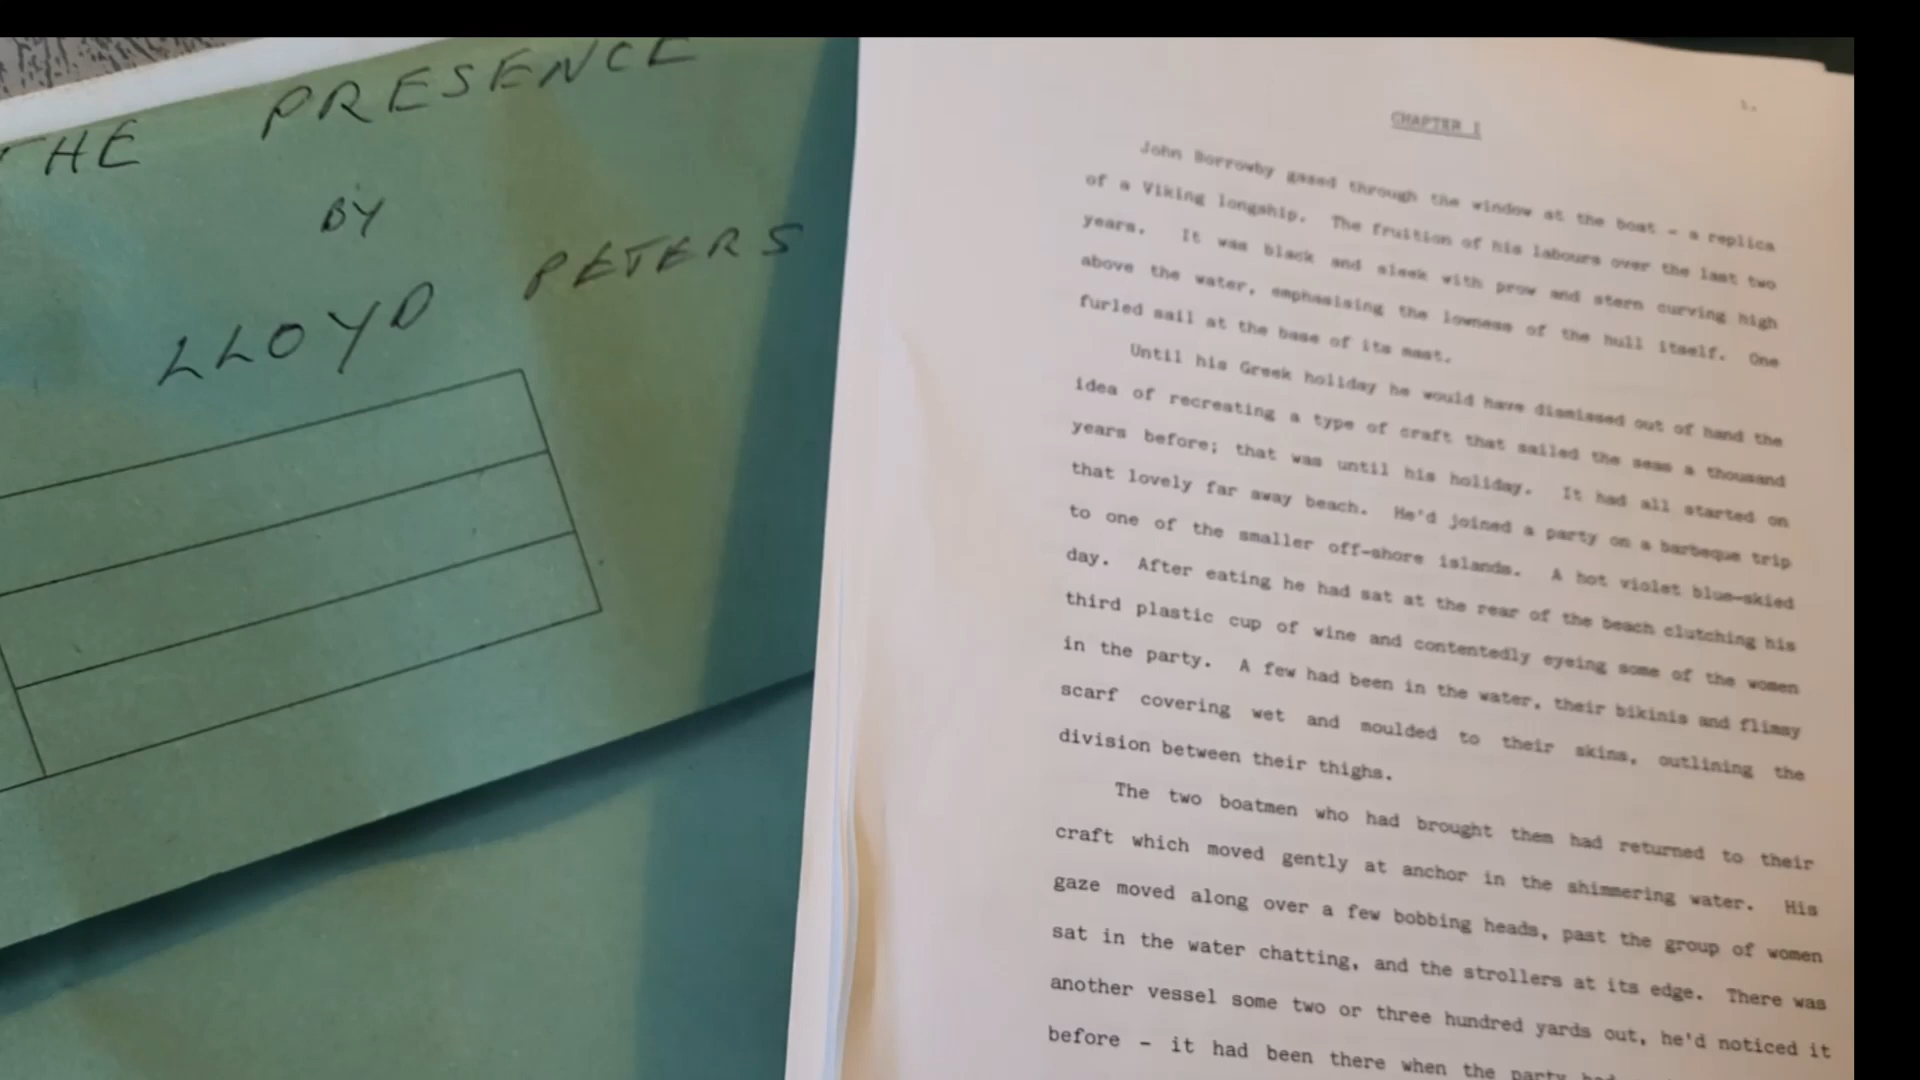 THE PRESENCE
BY
LLOYD PETERS
1.
CHAPTER I
John Borrowby gazed through the window at the boat - a replica
of a Viking longship. The fruition of his labours over the last two
years. It was black and sleek with prow and stern curving high
above the water, emphasising the lowness of the hull itself. One
furled sail at the base of its mast.
Until his Greek holiday he would have dismissed out of hand the
idea of recreating a type of craft that sailed the seas a thousand
years before; that was until his holiday. It had all started on
that lovely far away beach. He'd joined a party on a barbeque trip
to one of the smaller off-shore islands. A hot violet blue-skied
day. After eating he had sat at the rear of the beach clutching his
third plastic cup of wine and contentedly eyeing some of the women
in the party. A few had been in the water, their bikinis and flimsy
scarf covering wet and moulded to their skins, outlining the
division between their thighs.
The two boatmen who had brought them had returned to their
craft which moved gently at anchor in the shimmering water. His
gaze moved along over a few bobbing heads, past the group of women
sat in the water chatting, and the strollers at its edge. There was
another vessel some two or three hundred yards out, he'd noticed it
before - it had been there when the party had